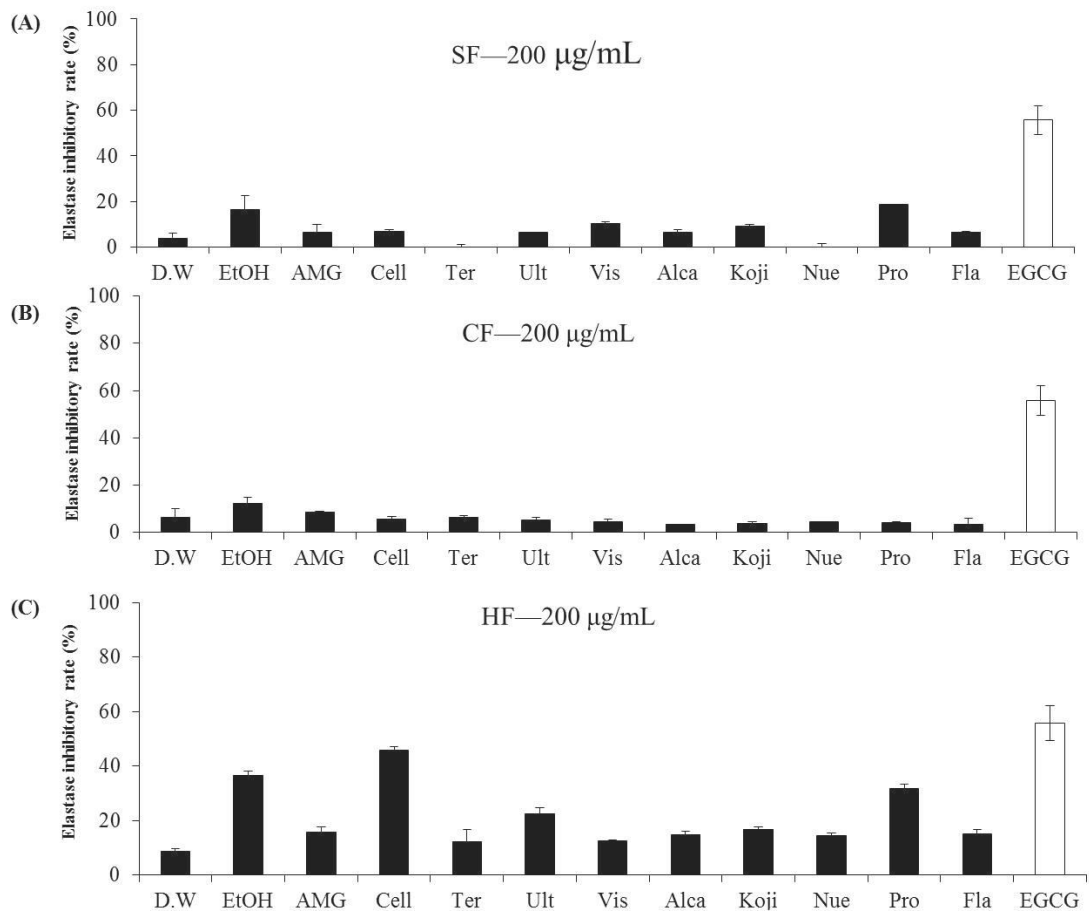 (A)
SF—200 μg/mL
Elastase inhibitory rate (%)
100
80
60
40
20
0
D.W EtOH AMG Cell Ter Ult Vis Alca Koji Nue Pro Fla EGCG
(B)
CF—200 μg/mL
Elastase inhibitory rate (%)
100
80
60
40
20
0
D.W EtOH AMG Cell Ter Ult Vis Alca Koji Nue Pro Fla EGCG
(C)
HF—200 μg/mL
Elastase inhibitory rate (%)
100
80
60
40
20
0
D.W EtOH AMG Cell Ter Ult Vis Alca Koji Nue Pro Fla EGCG